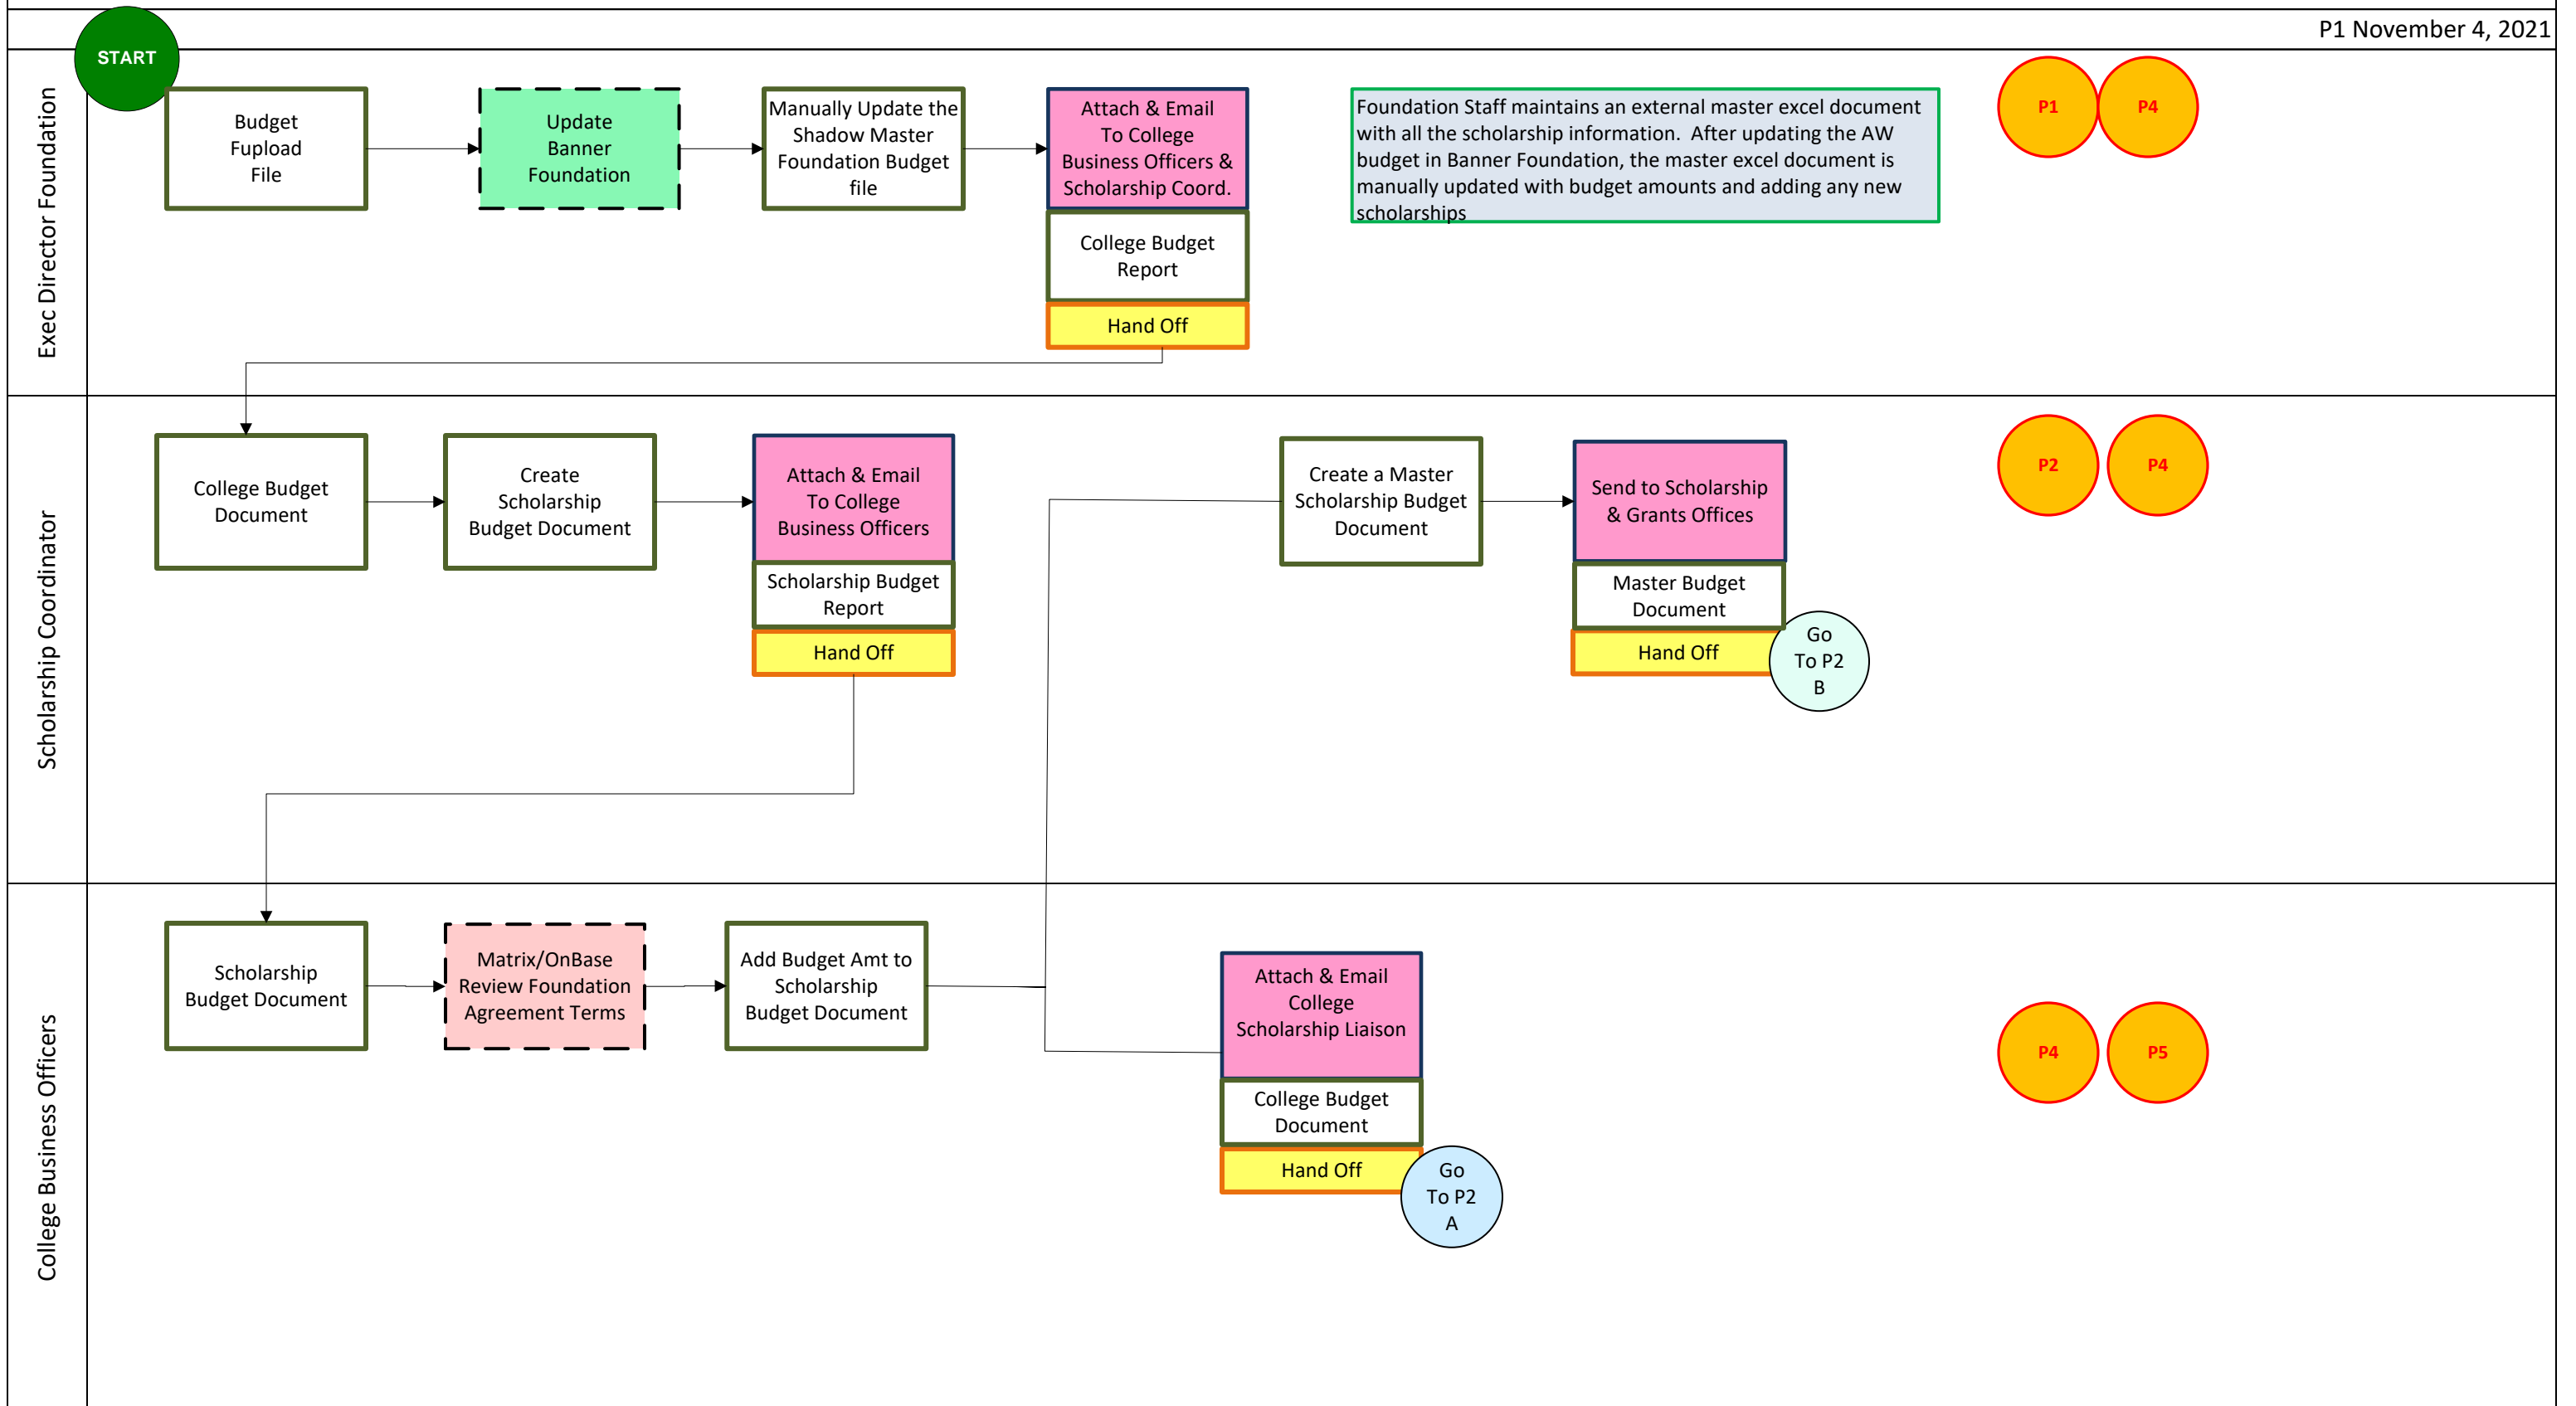 P1 November 4, 2021
START
Exec Director Foundation
Budget
Fupload
File
Update
Banner
Foundation
Manually Update the
Shadow Master
Foundation Budget
file
Attach & Email
To College
Business Officers &
Scholarship Coord.
College Budget
Report
Hand Off
Foundation Staff maintains an external master excel document
with all the scholarship information.  After updating the AW
budget in Banner Foundation, the master excel document is
manually updated with budget amounts and adding any new
scholarships
P1
P4
Scholarship Coordinator
College Budget
Document
Create
Scholarship
Budget Document
Attach & Email
To College
Business Officers
Scholarship Budget
Report
Hand Off
Create a Master
Scholarship Budget
Document
Send to Scholarship
& Grants Offices
Master Budget
Document
Hand Off
Go
To P2
B
P2
P4
College Business Officers
Scholarship
Budget Document
Matrix/OnBase
Review Foundation
Agreement Terms
Add Budget Amt to
Scholarship
Budget Document
Attach & Email
College
Scholarship Liaison
College Budget
Document
Hand Off
Go
To P2
A
P4
P5